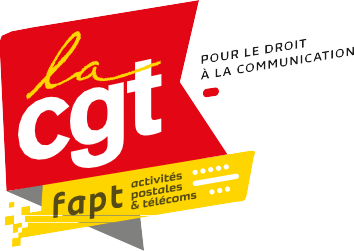 la
cgt
POUR LE DROIT
À LA COMMUNICATION
fapt
activités
postales
& télécoms